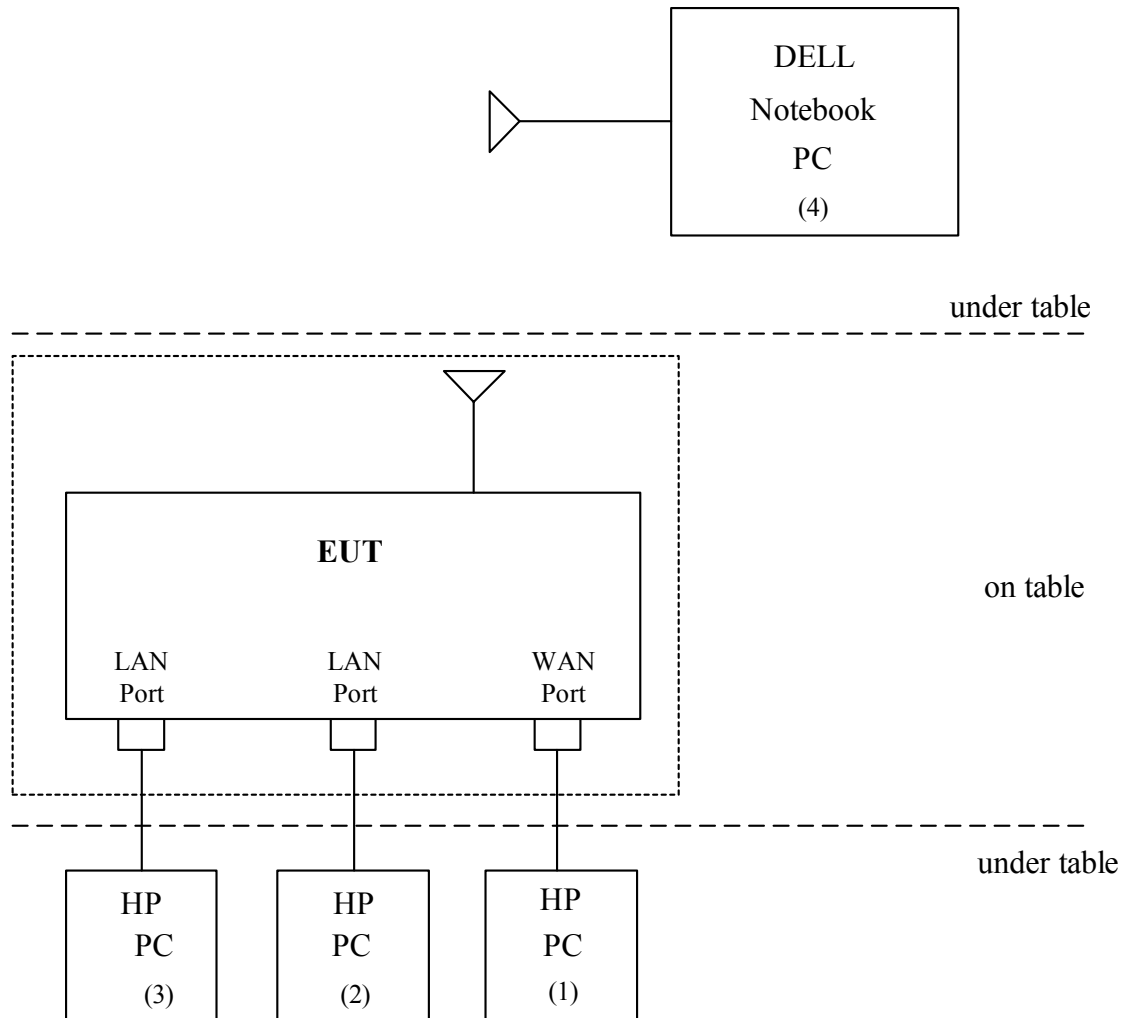 DELL
Notebook
PC
(4)
under table
EUT
on table
LAN
Port
LAN
Port
WAN
Port
under table
HP
PC
(3)
HP
PC
(2)
HP
PC
(1)